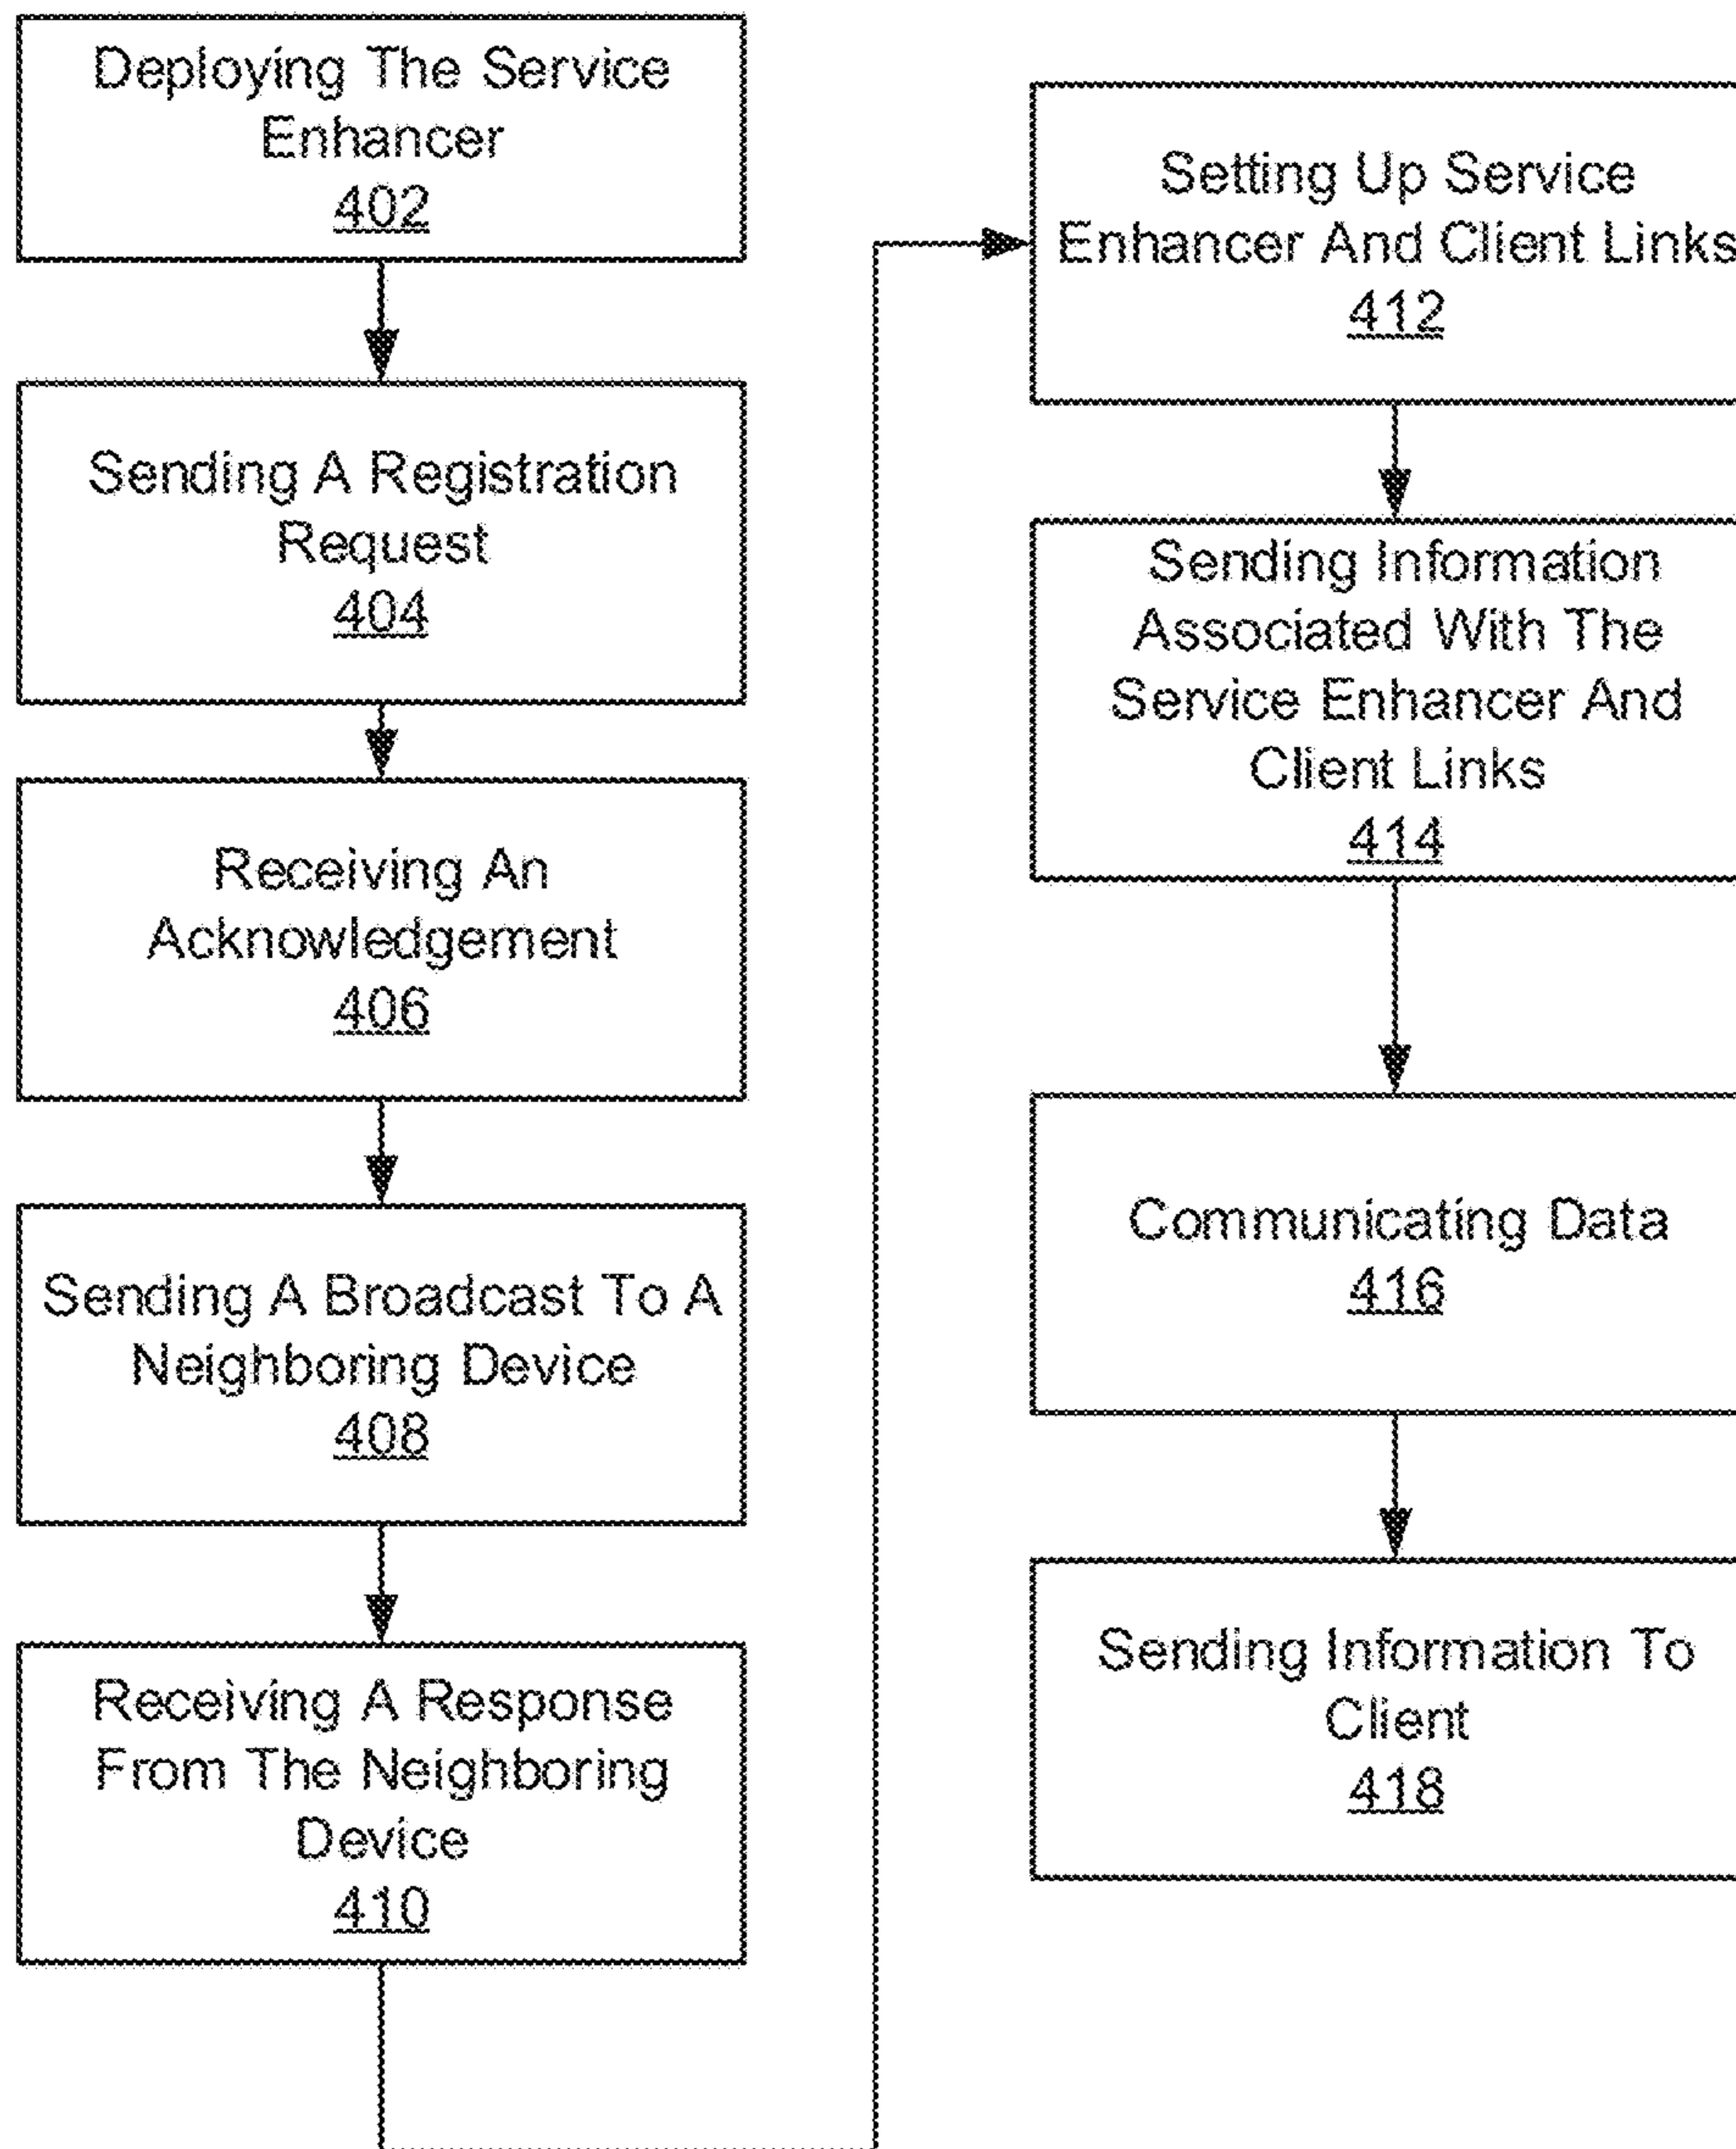 Deploying The Service
Enhancer
402
Sending A Registration
Request
404
Receiving An
Acknowledgement
406
Sending A Broadcast To A
Neighboring Device
408
Receiving A Response
From The Neighboring
Device
410
Setting Up Service
Enhancer And Client Links
412
Sending Information
Associated With The
Service Enhancer And
Client Links
414
Communicating Data
416
Sending Information To
Client
418